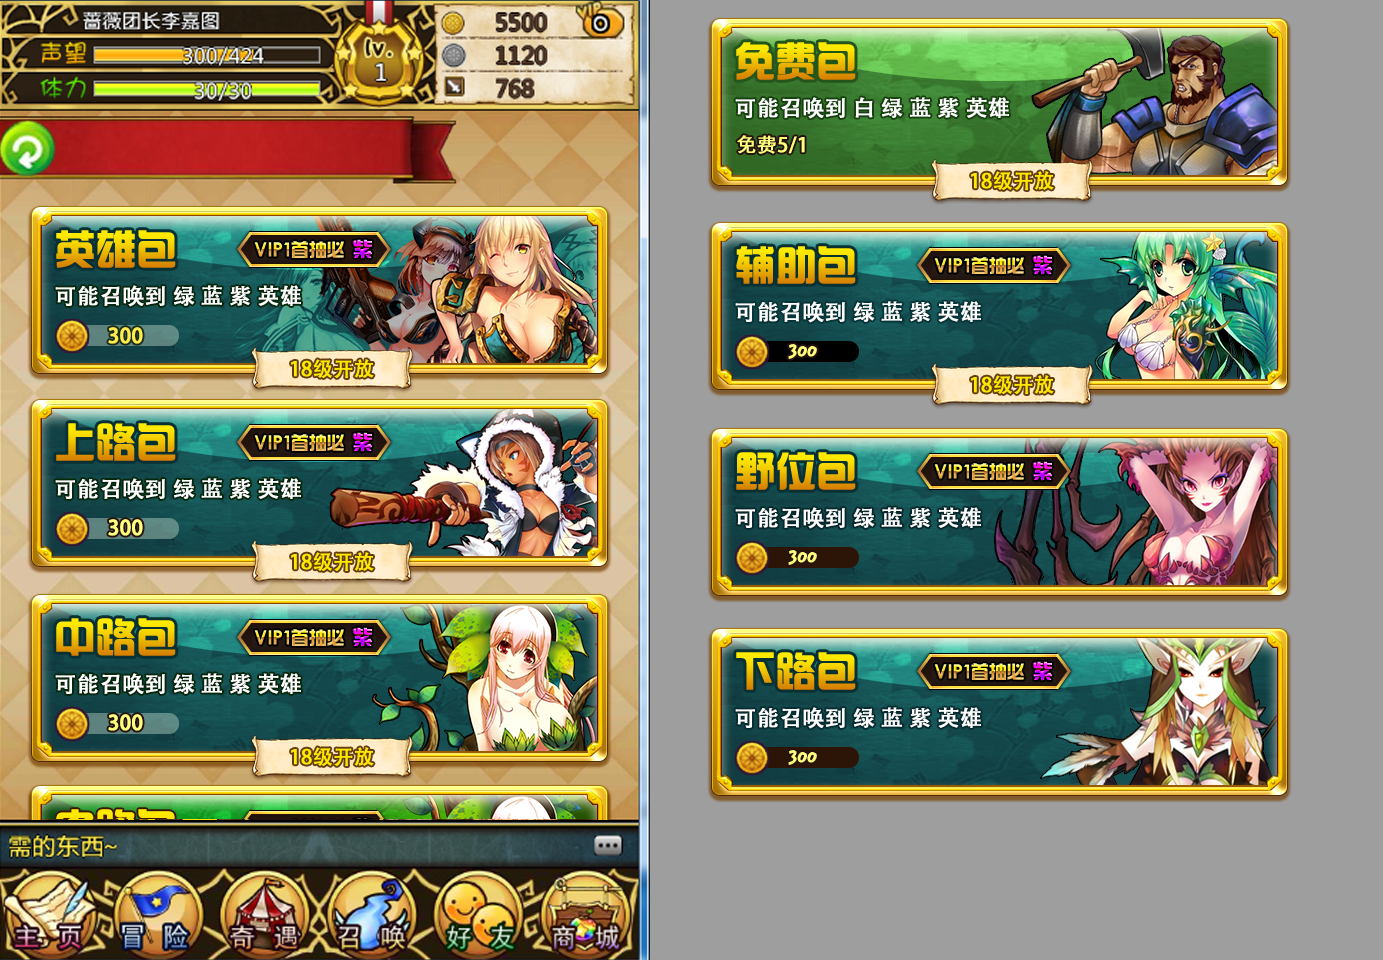 蔷薇团长李嘉图
声望 300/424
体力 30/30
lv.
1
5500
1120
768
VIP
英雄包
VIP1首抽必 紫
可能召唤到 绿 蓝 紫 英雄
300
18级开放
上路包
VIP1首抽必 紫
可能召唤到 绿 蓝 紫 英雄
300
18级开放
中路包
VIP1首抽必 紫
可能召唤到 绿 蓝 紫 英雄
300
18级开放
需的东西~
主页
冒险
奇遇
召唤
好友
商城
免费包
可能召唤到 白 绿 蓝 紫 英雄
免费5/1
18级开放
辅助包
VIP1首抽必 紫
可能召唤到 绿 蓝 紫 英雄
300
18级开放
野位包
VIP1首抽必 紫
可能召唤到 绿 蓝 紫 英雄
300
下路包
VIP1首抽必 紫
可能召唤到 绿 蓝 紫 英雄
300